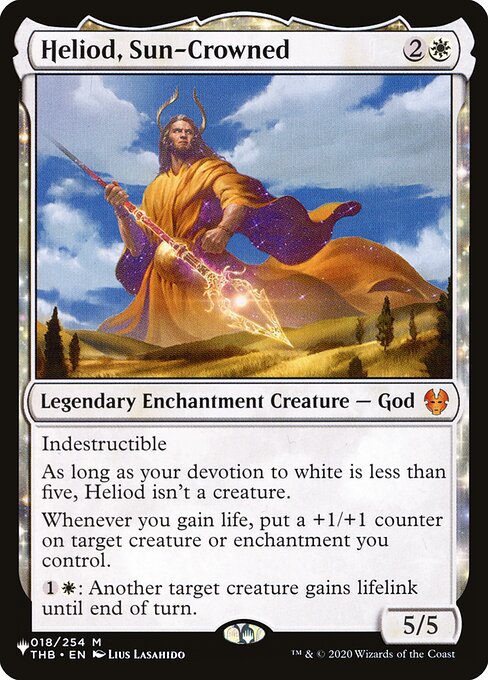 Heliod, Sun-Crowned 2
Legendary Enchantment Creature — God
Indestructible
As long as your devotion to white is less than
five, Heliod isn't a creature.
Whenever you gain life, put a +1/+1 counter
on target creature or enchantment you
control.
1 : Another target creature gains lifelink
until end of turn.
5/5
018/254 M
THB • EN Lius Lasahido
™ & © 2020 Wizards of the Coast